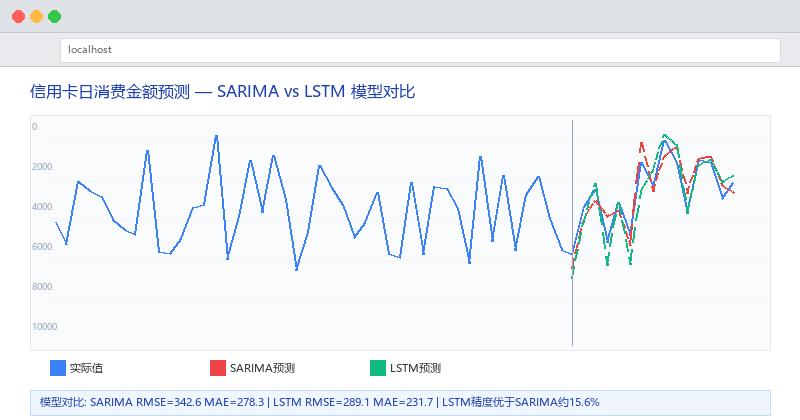 localhost
信用卡日消费金额预测 — SARIMA vs LSTM 模型对比
0
2000
4000
6000
8000
10000
实际值 SARIMA预测 LSTM预测
模型对比: SARIMA RMSE=342.6 MAE=278.3 | LSTM RMSE=289.1 MAE=231.7 | LSTM精度优于SARIMA约15.6%